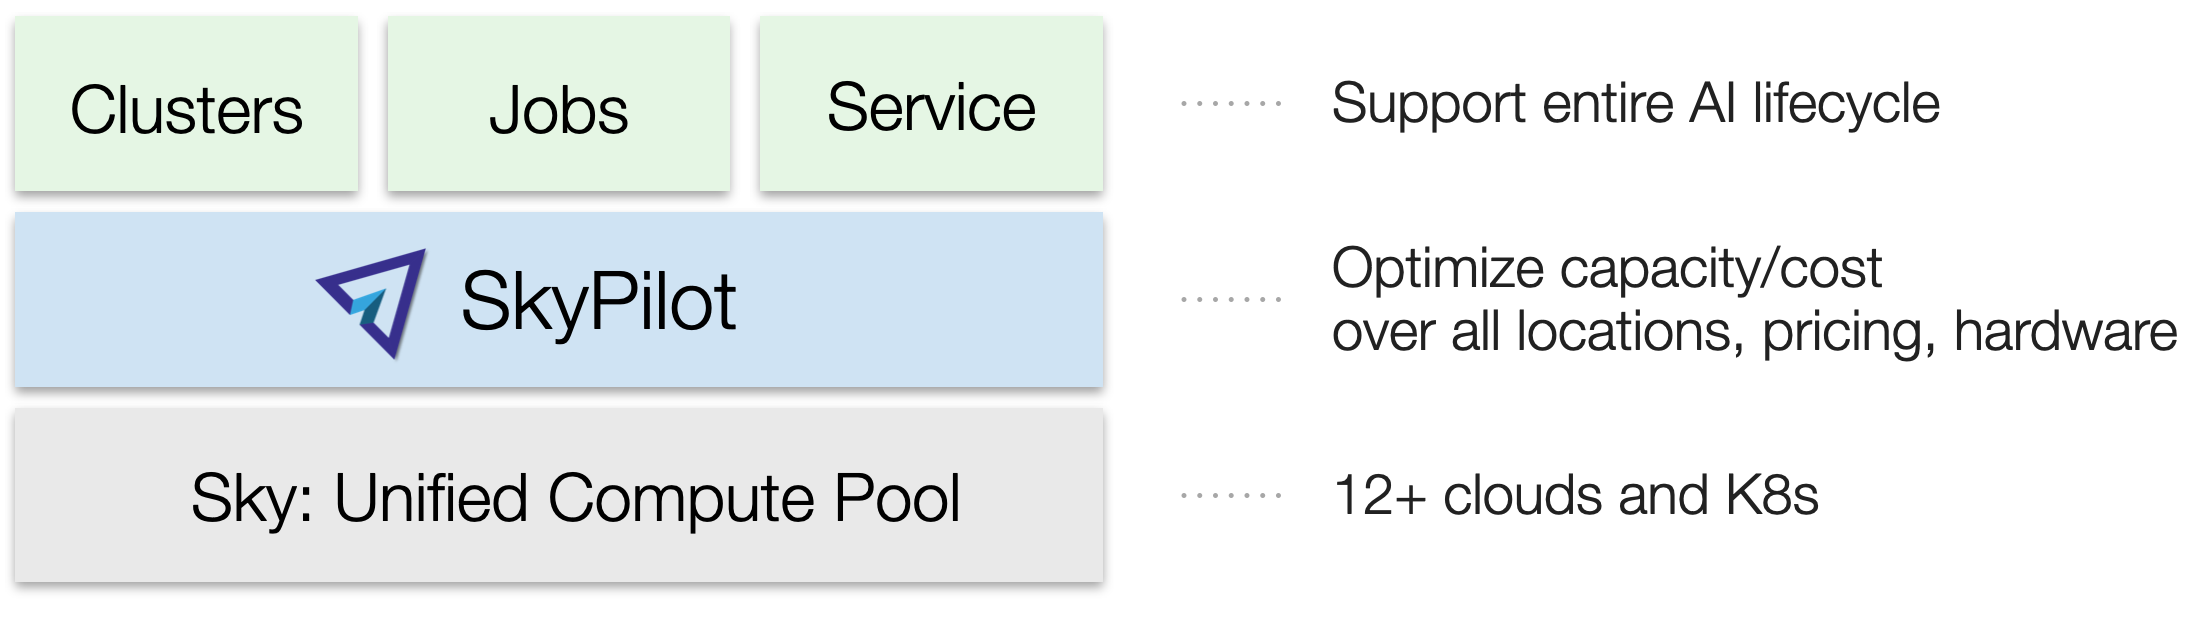 Clusters
Jobs
Service
Support entire AI lifecycle
SkyPilot
Optimize capacity/cost
over all locations, pricing, hardware
Sky: Unified Compute Pool
12+ clouds and K8s